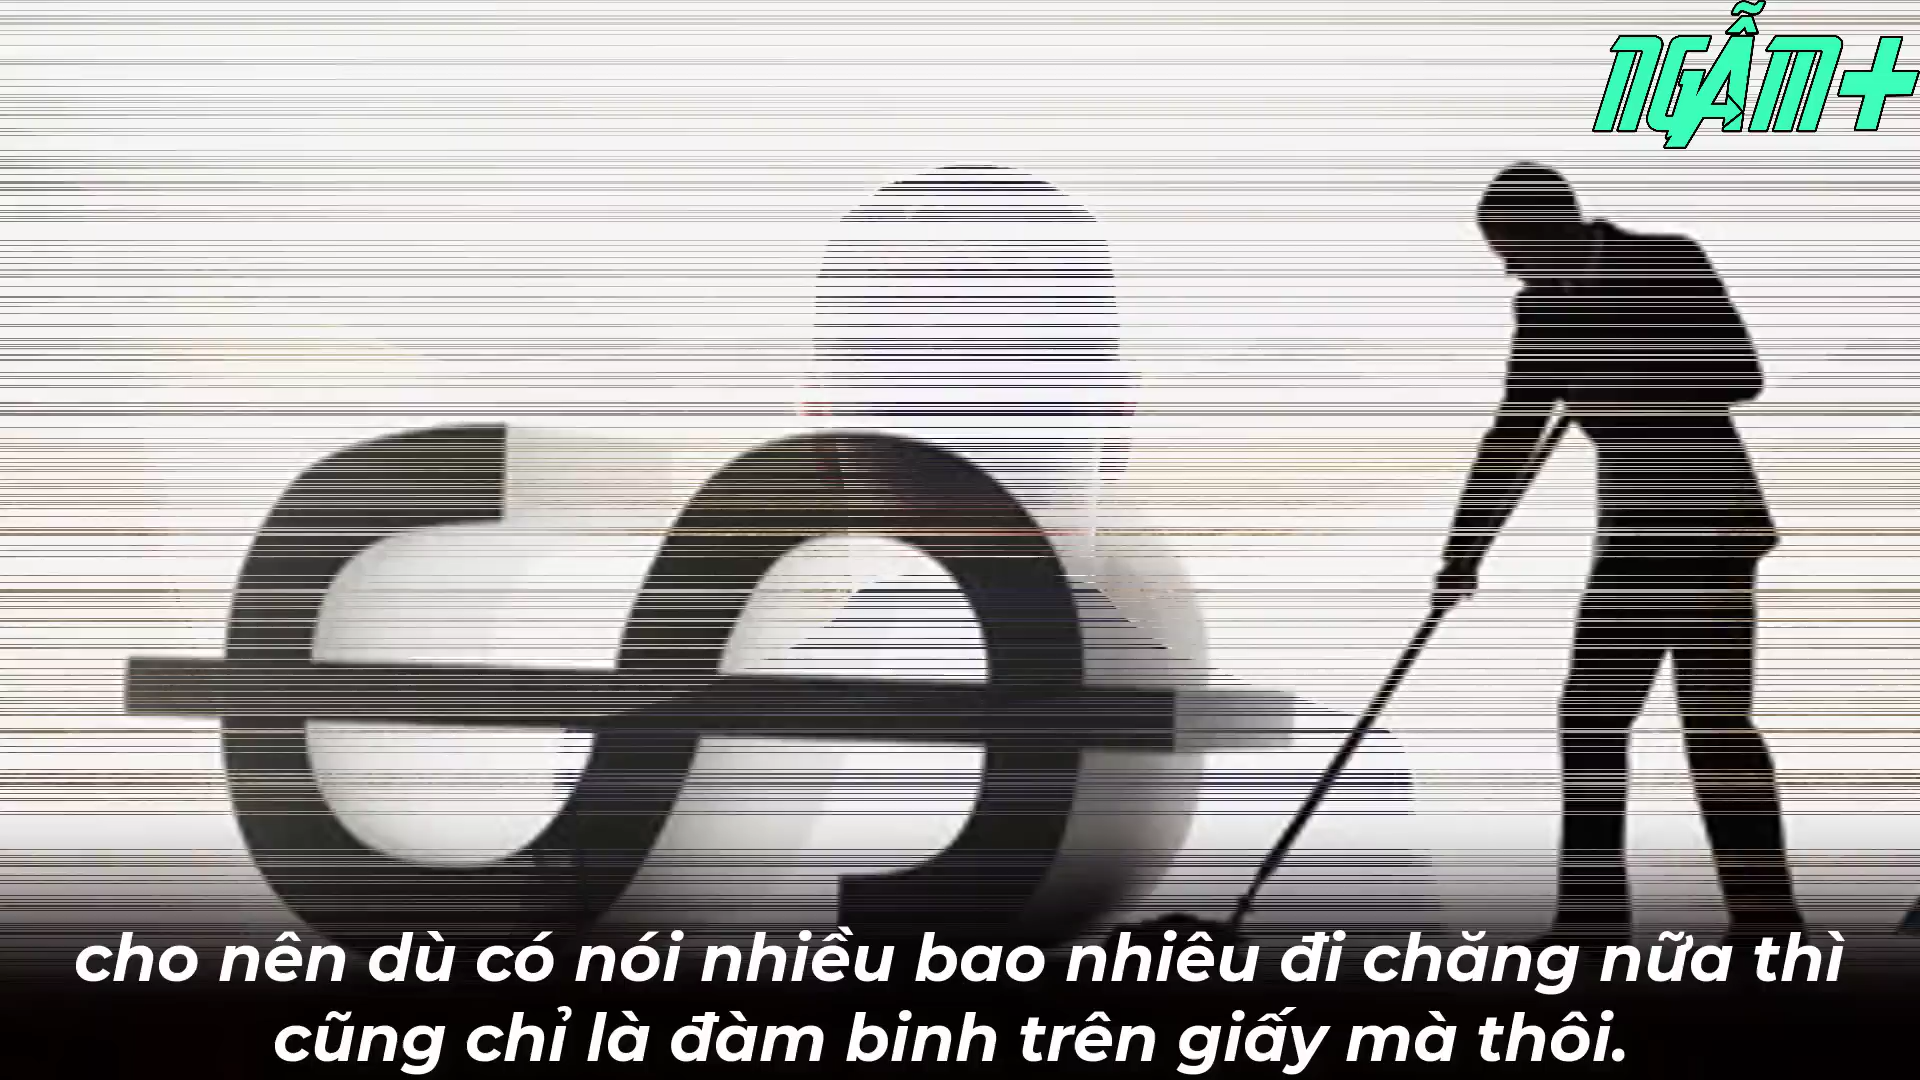 NGẪM+
cho nên dù có nói nhiều bao nhiêu đi chăng nữa thì
cũng chỉ là đàm binh trên giấy mà thôi.